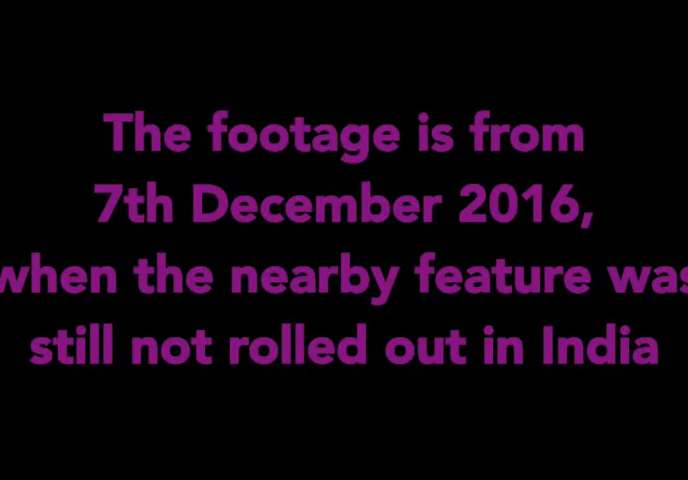 The footage is from
7th December 2016,
when the nearby feature was
still not rolled out in India